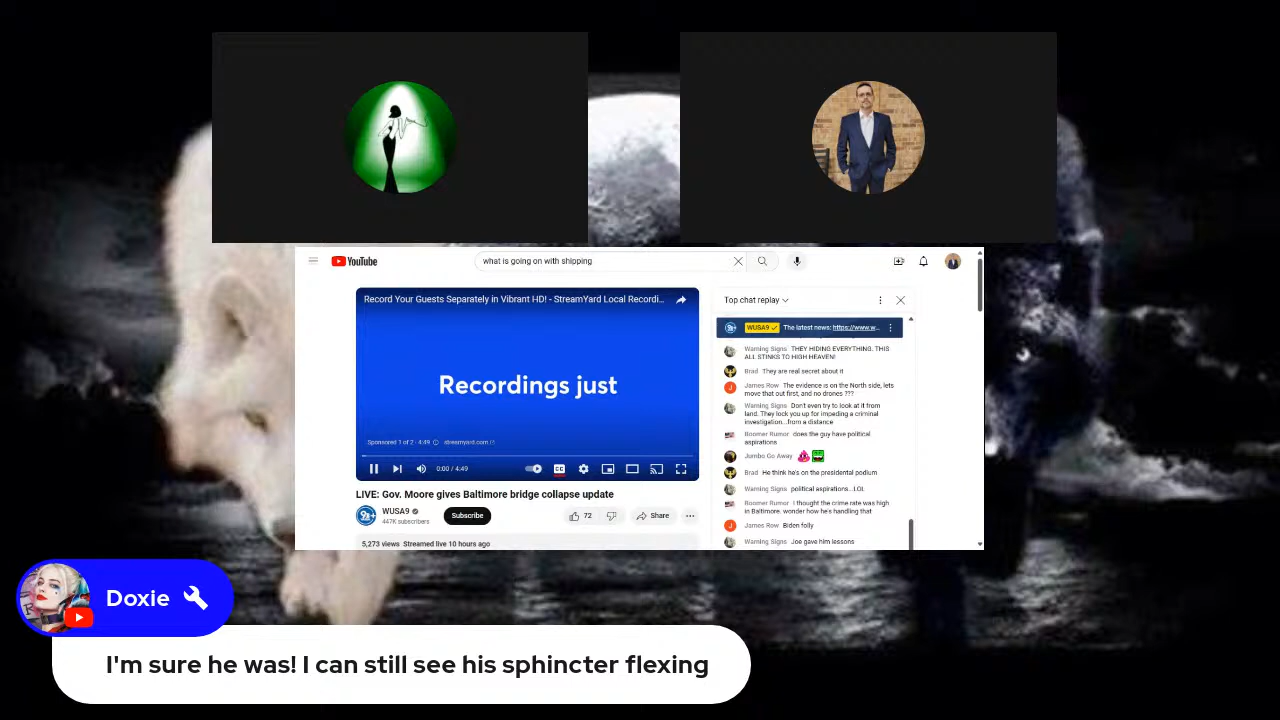 YouTube
what is going on with shipping
Record Your Guests Separately in Vibrant HD! - StreamYard Local Recordi...
Recordings just
Sponsored 1 of 2 · 4:49
streamyard.com
0:00 / 4:49
CC
LIVE: Gov. Moore gives Baltimore bridge collapse update
WUSA9
447K subscribers
Subscribe
72
Share
5,273 views Streamed live 10 hours ago
Top chat replay
WUSA9 The latest news: https://www.w...
Warning Signs THEY HIDING EVERYTHING. THIS
ALL STINKS TO HIGH HEAVEN!
Brad They are real secret about it
James Row The evidence is on the North side, lets
move that out first, and no drones ???
Warning Signs Don't even try to look at it from
land. They lock you up for impeding a criminal
investigation...from a distance
Boomer Rumor does the guy have political
aspirations
Jumbo Go Away
Brad He think he's on the presidential podium
Warning Signs political aspirations...LOL
Boomer Rumor I thought the crime rate was high
in Baltimore. wonder how he's handling that
James Row Biden folly
Warning Signs Joe gave him lessons
Doxie
I'm sure he was! I can still see his sphincter flexing